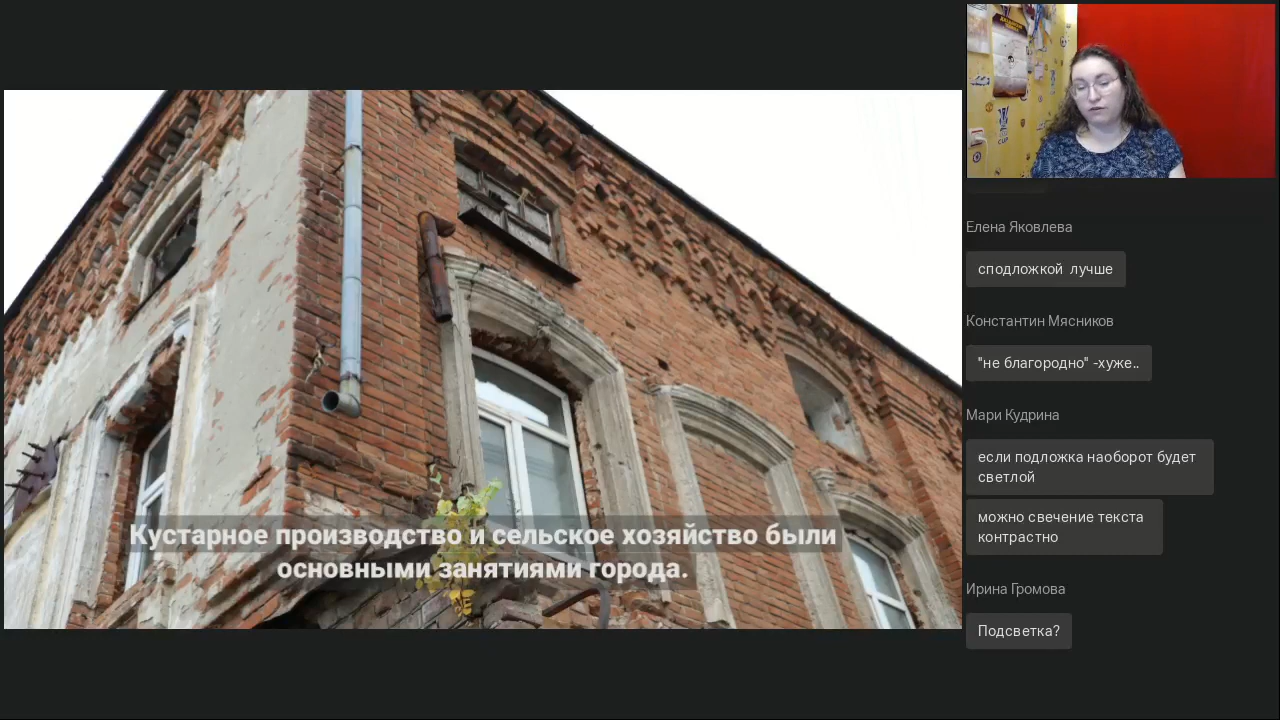 Кустарное производство и сельское хозяйство были
основными занятиями города.
CUP
Елена Яковлева
сподложкой лучше
Константин Мясников
"не благородно" -хуже..
Мари Кудрина
если подложка наоборот будет
светлой
можно свечение текста
контрастно
Ирина Громова
Подсветка?